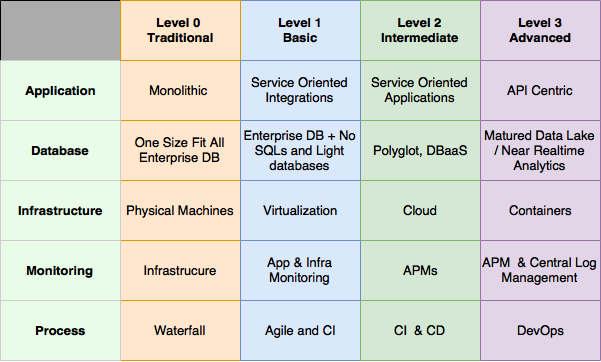 Level 0
Traditional
Level 1
Basic
Level 2
Intermediate
Level 3
Advanced
Application
Monolithic
Service Oriented
Integrations
Service Oriented
Applications
API Centric
Database
One Size Fit All
Enterprise DB
Enterprise DB + No
SQLs and Light
databases
Polyglot, DBaaS
Matured Data Lake
/ Near Realtime
Analytics
Infrastructure
Physical Machines
Virtualization
Cloud
Containers
Monitoring
Infrastrucure
App & Infra
Monitoring
APMs
APM & Central Log
Management
Process
Waterfall
Agile and CI
CI & CD
DevOps